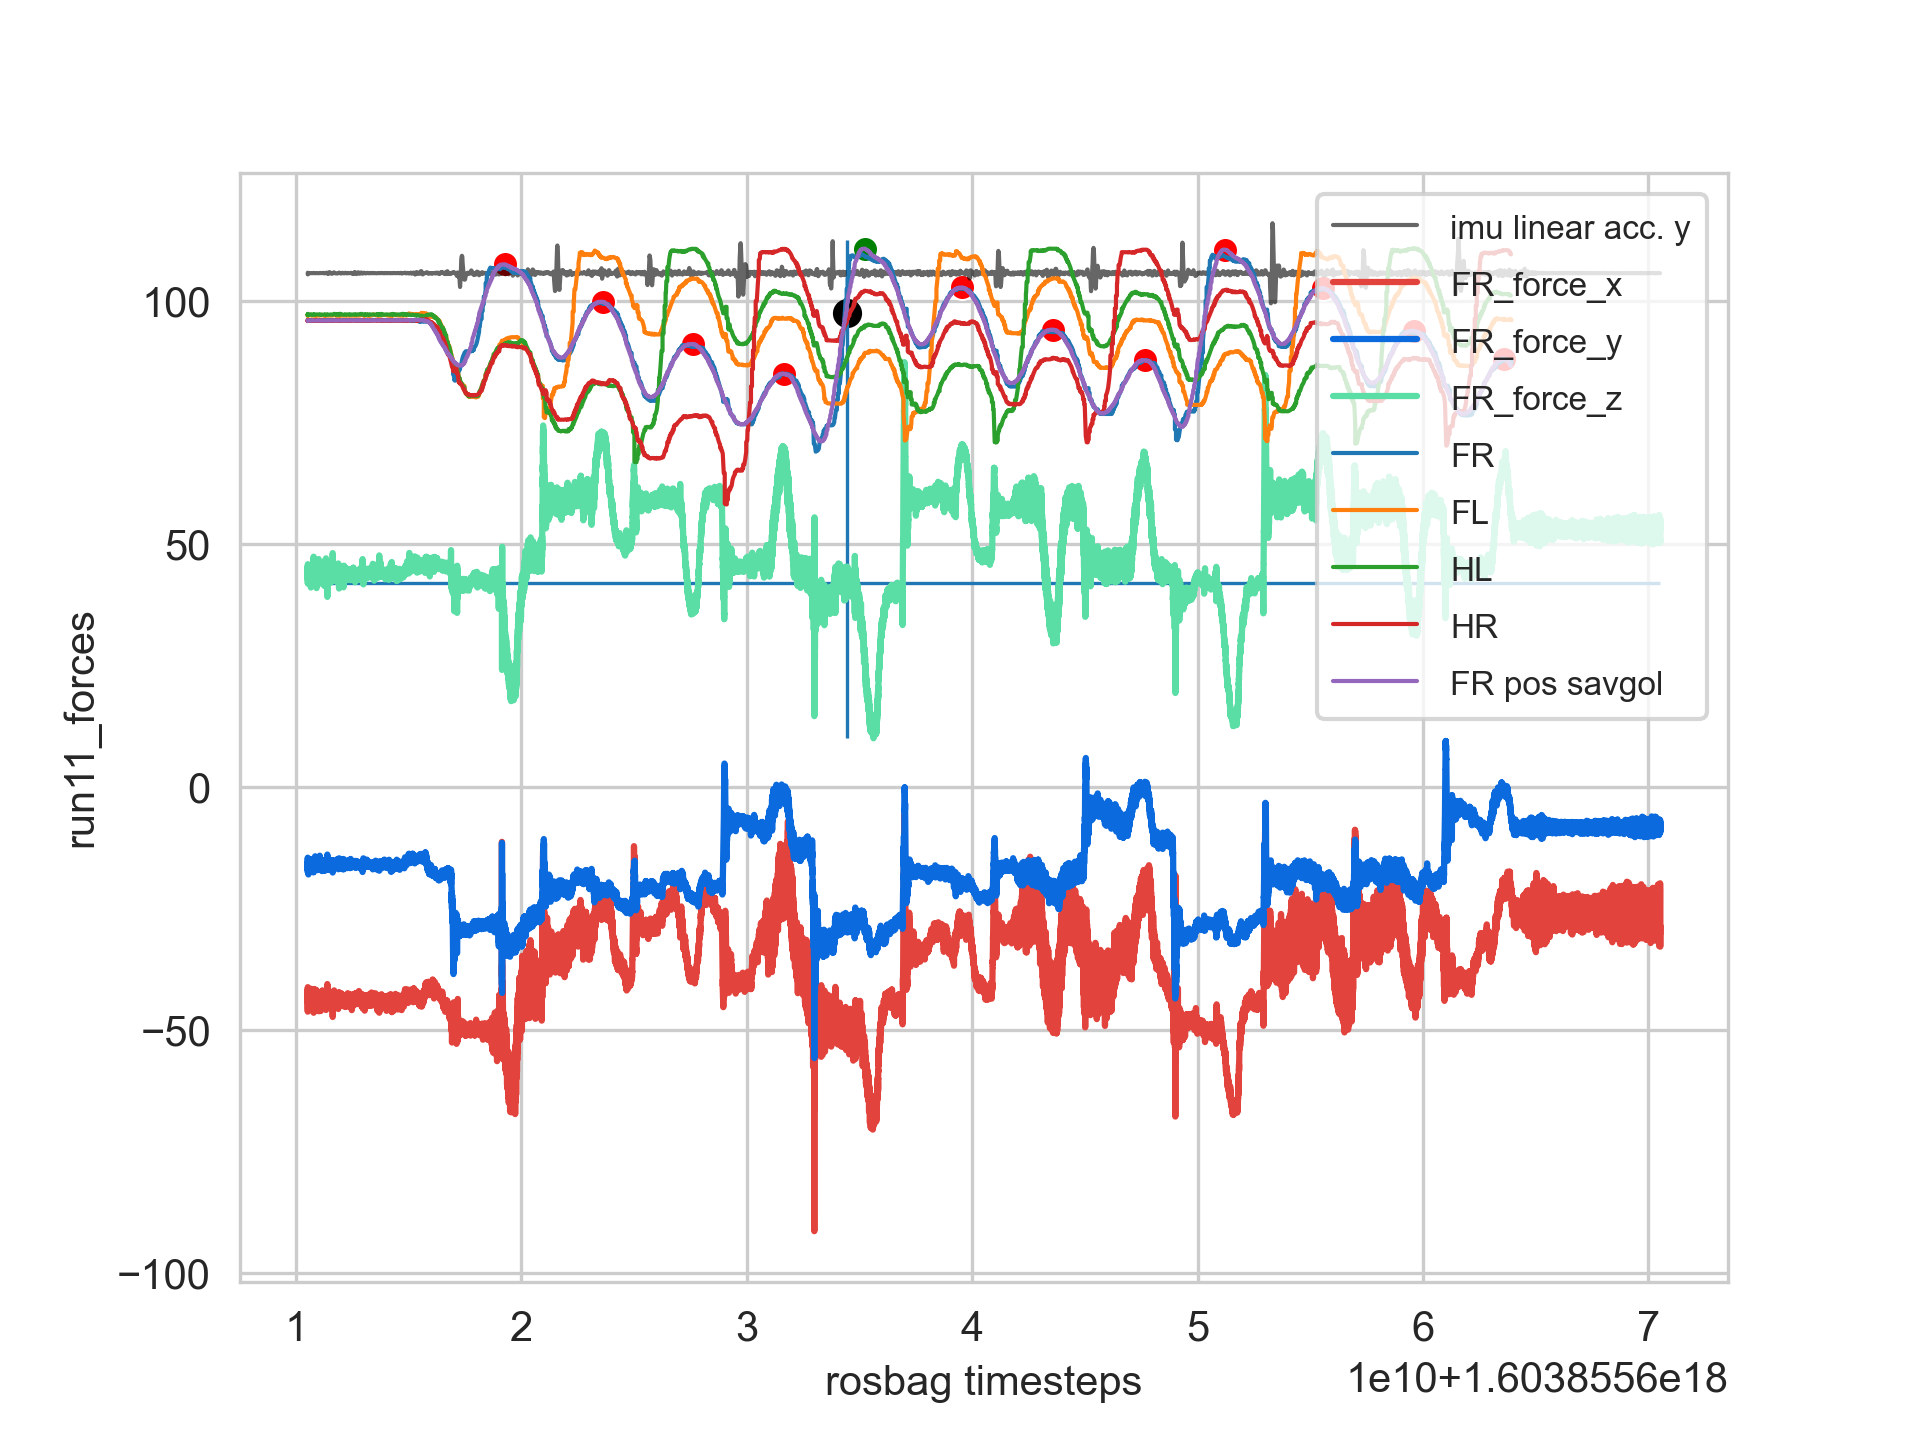 imu linear acc. y
FR_force_x
FR_force_y
FR_force_z
FR
FL
HL
HR
FR pos savgol
100
50
0
−50
−100
run11_forces
1 2 3 4 5 6 7
rosbag timesteps
1e10+1.6038556e18